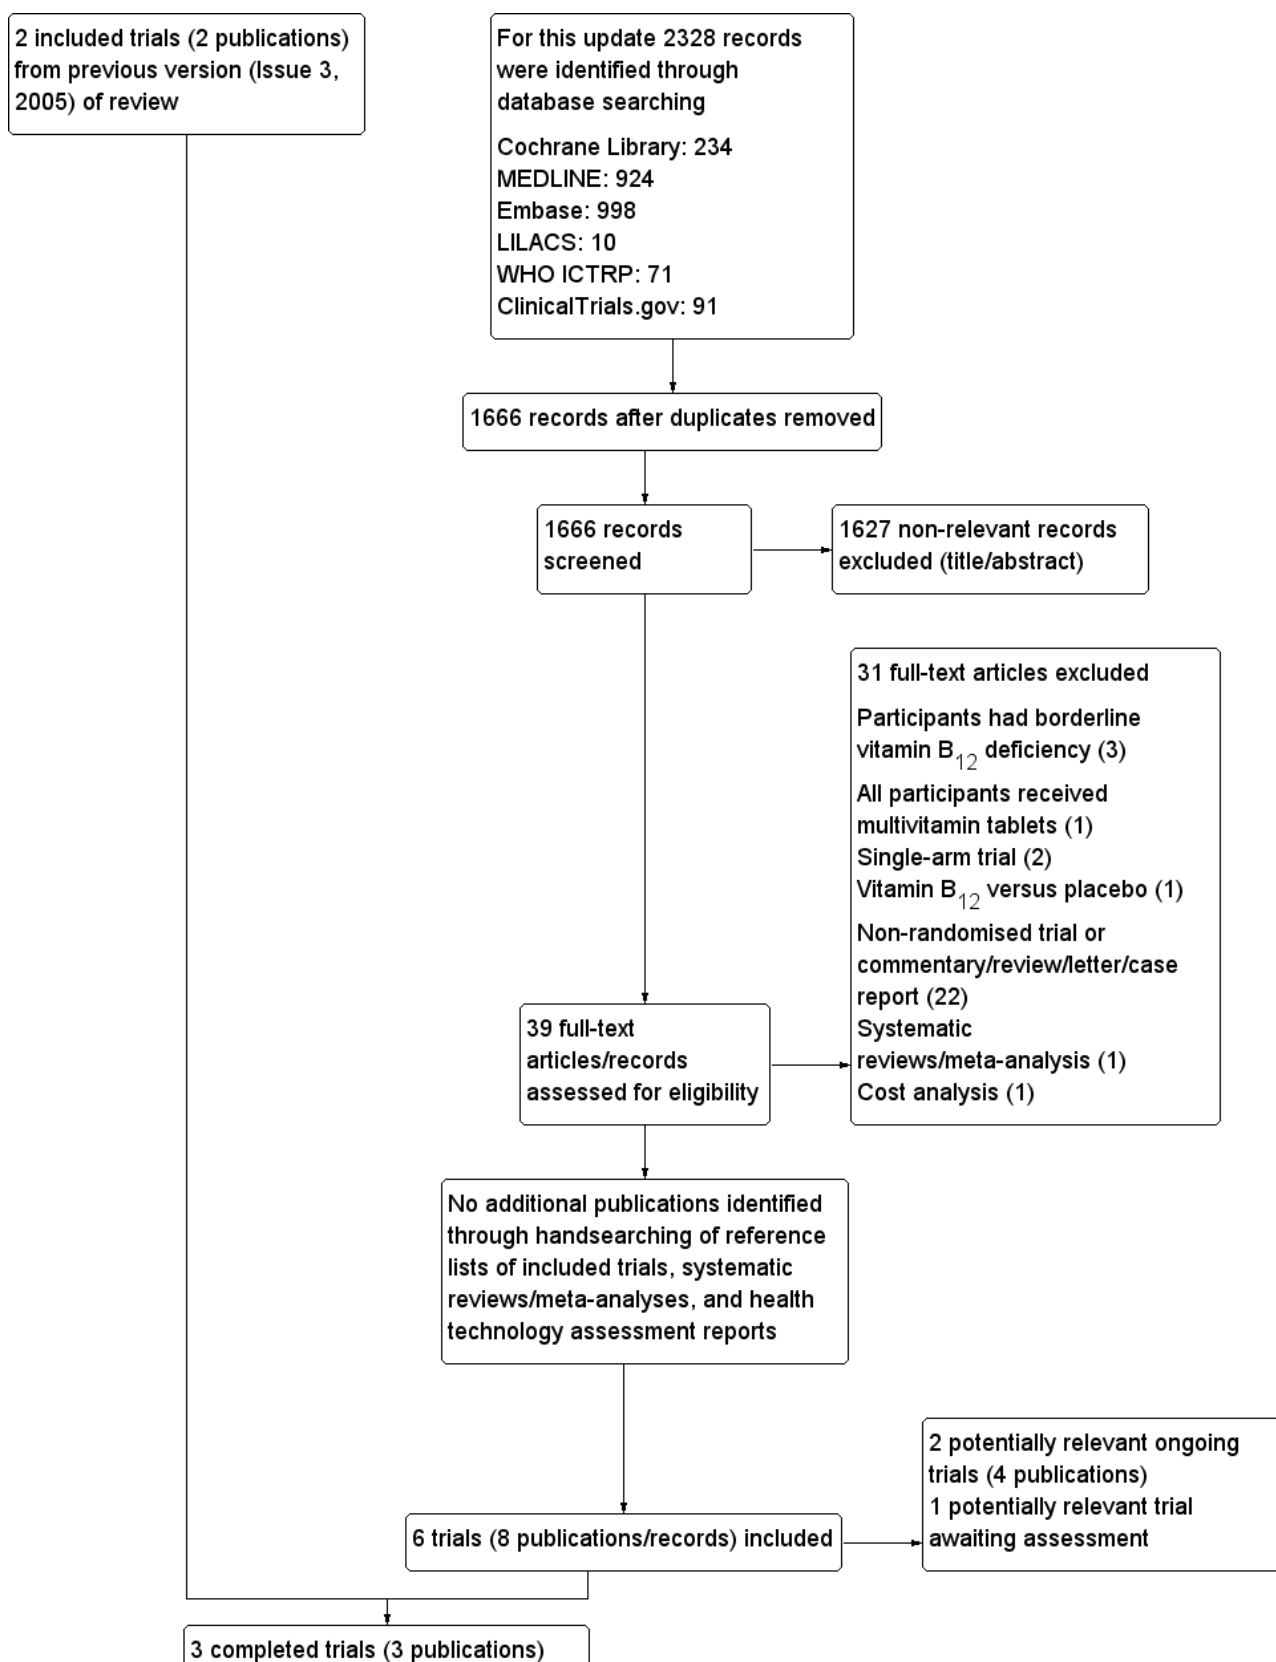 2 included trials (2 publications)
from previous version (Issue 3,
2005) of review
For this update 2328 records
were identified through
database searching
Cochrane Library: 234
MEDLINE: 924
Embase: 998
LILACS: 10
WHO ICTRP: 71
ClinicalTrials.gov: 91
1666 records after duplicates removed
1666 records
screened
1627 non-relevant records
excluded (title/abstract)
31 full-text articles excluded
Participants had borderline
vitamin B12 deficiency (3)
All participants received
multivitamin tablets (1)
Single-arm trial (2)
Vitamin B12 versus placebo (1)
Non-randomised trial or
commentary/review/letter/case
report (22)
Systematic
reviews/meta-analysis (1)
Cost analysis (1)
39 full-text
articles/records
assessed for eligibility
No additional publications identified
through handsearching of reference
lists of included trials, systematic
reviews/meta-analyses, and health
technology assessment reports
2 potentially relevant ongoing
trials (4 publications)
1 potentially relevant trial
awaiting assessment
6 trials (8 publications/records) included
3 completed trials (3 publications)